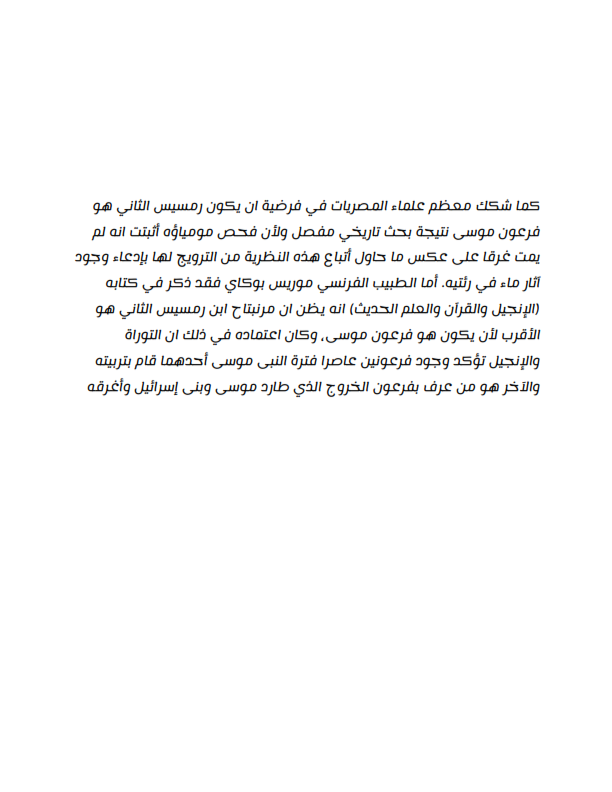 كما شكك معظم علماء المصريات في فرضية ان يكون رمسيس الثاني هو
فرعون موسى نتيجة بحث تاريخي مفصل ولأن فحص مومياؤه أثبتت انه لم
يمت غرقا على عكس ما حاول أتباع هذه النظرية من الترويج لها بإدعاء وجود
آثار ماء في رئتيه. أما الطبيب الفرنسي موريس بوكاي فقد ذكر في كتابه
(الإنجيل والقرآن والعلم الحديث) انه يظن ان مرنبتاح ابن رمسيس الثاني هو
الأقرب لأن يكون هو فرعون موسى، وكان اعتماده في ذلك ان التوراة
والإنجيل تؤكد وجود فرعونين عاصرا فترة النبى موسى أحدهما قام بتربيته
والآخر هو من عرف بفرعون الخروج الذي طارد موسى وبنى إسرائيل وأغرقه